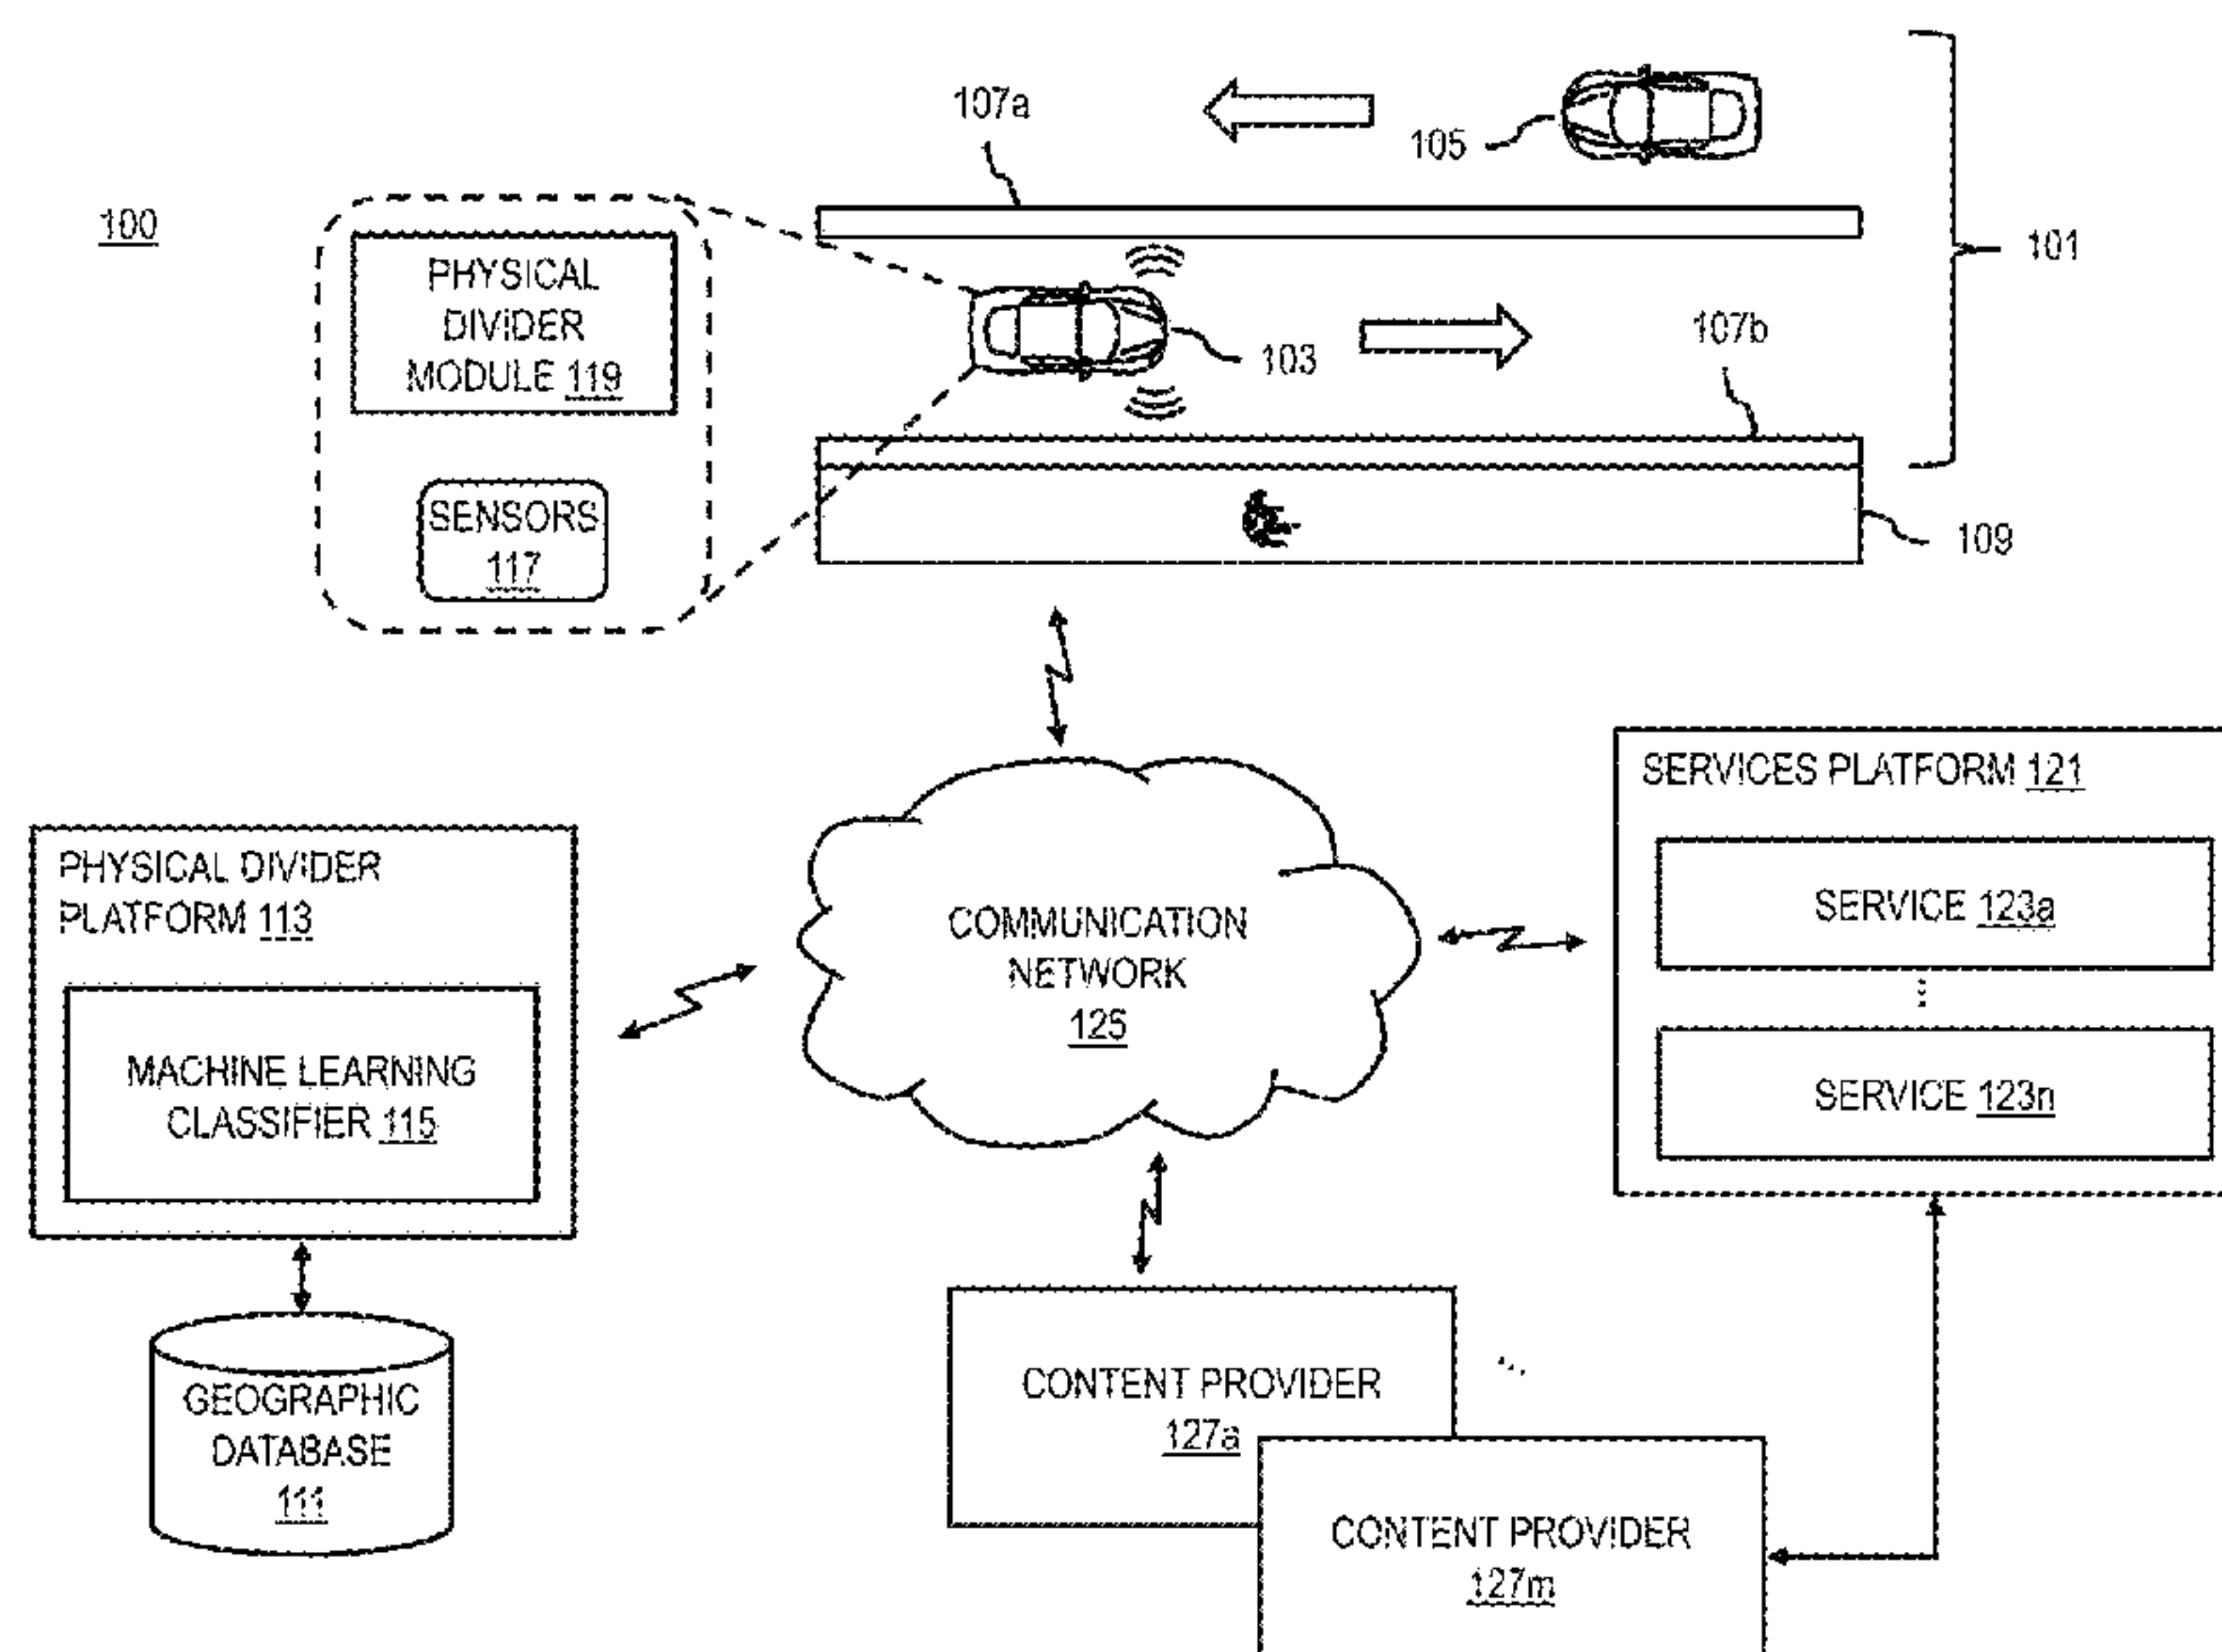 107a
105
100
101
PHYSICAL
DIVIDER
MODULE 119
107b
103
SENSORS
117
109
SERVICES PLATFORM 121
PHYSICAL DIVIDER
PLATFORM 113
SERVICE 123a
COMMUNICATION
NETWORK
125
MACHINE LEARNING
CLASSIFIER 115
SERVICE 123n
GEOGRAPHIC
DATABASE
111
CONTENT PROVIDER
127a
CONTENT PROVIDER
127m